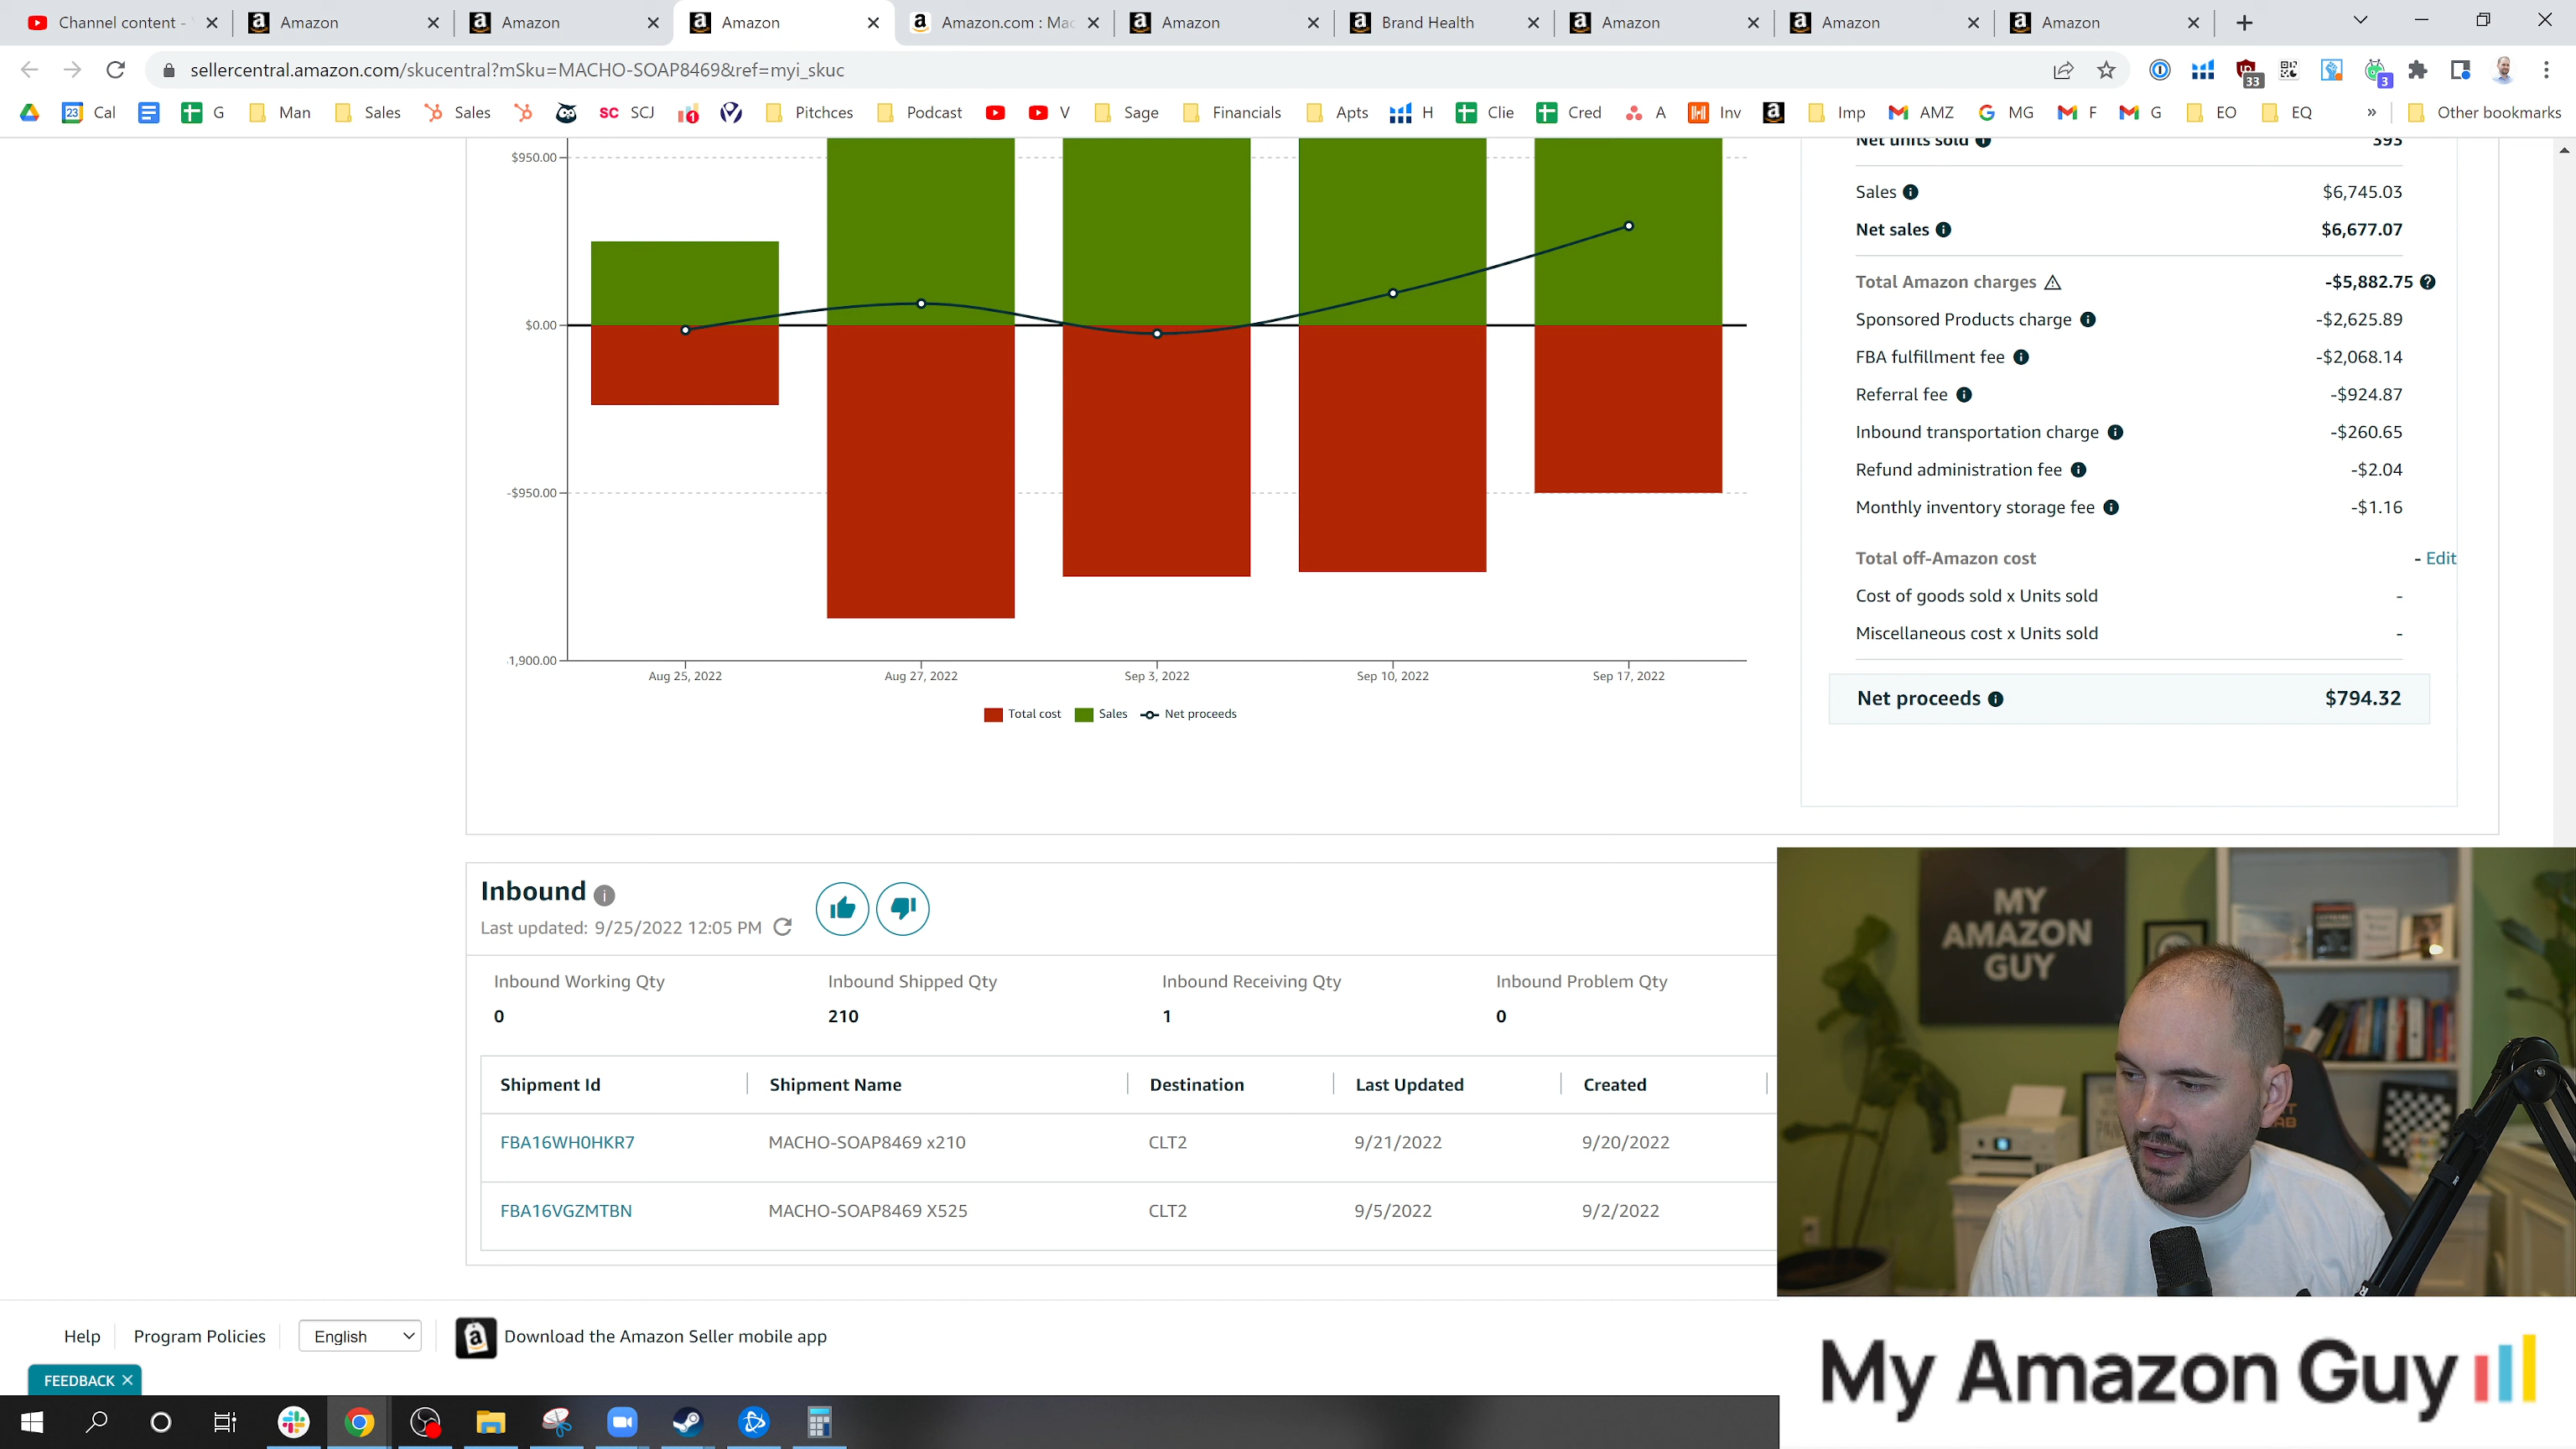 Channel content -
Amazon
Amazon
Amazon
Amazon.com : Mac
Amazon
Brand Health
Amazon
Amazon
Amazon
sellercentral.amazon.com/skucentral?mSku=MACHO-SOAP8469&ref=myi_skuc
33
3
23 Cal
G
Man
Sales
Sales
SC SCJ
1
Pitchces
Podcast
V
Sage
Financials
Apts
H
Clie
Cred
A
Inv
Imp
AMZ
MG
F
G
EO
EQ
»
Other bookmarks
$950.00
$0.00
-$950.00
1,900.00
Aug 25, 2022
Aug 27, 2022
Sep 3, 2022
Sep 10, 2022
Sep 17, 2022
Total cost
Sales
Net proceeds
Net units sold 393
Sales $6,745.03
Net sales $6,677.07
Total Amazon charges -$5,882.75
Sponsored Products charge -$2,625.89
FBA fulfillment fee -$2,068.14
Referral fee -$924.87
Inbound transportation charge -$260.65
Refund administration fee -$2.04
Monthly inventory storage fee -$1.16
Total off-Amazon cost - Edit
Cost of goods sold x Units sold -
Miscellaneous cost x Units sold -
Net proceeds $794.32
Inbound
Last updated: 9/25/2022 12:05 PM
Inbound Working Qty
Inbound Shipped Qty
Inbound Receiving Qty
Inbound Problem Qty
0
210
1
0
Shipment Id
Shipment Name
Destination
Last Updated
Created
FBA16WH0HKR7
MACHO-SOAP8469 x210
CLT2
9/21/2022
9/20/2022
FBA16VGZMTBN
MACHO-SOAP8469 X525
CLT2
9/5/2022
9/2/2022
MY
AMAZON
GUY
Help
Program Policies
English
Download the Amazon Seller mobile app
FEEDBACK
My Amazon Guy